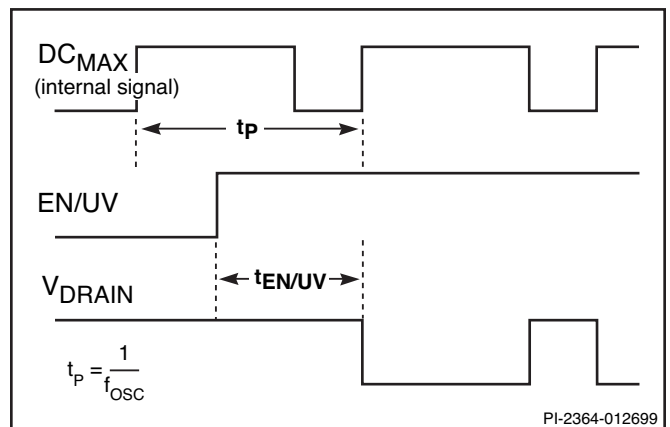 DCMAX
(internal signal)
tP
EN/UV
tEN/UV
VDRAIN
tP = 1/fOSC
PI-2364-012699